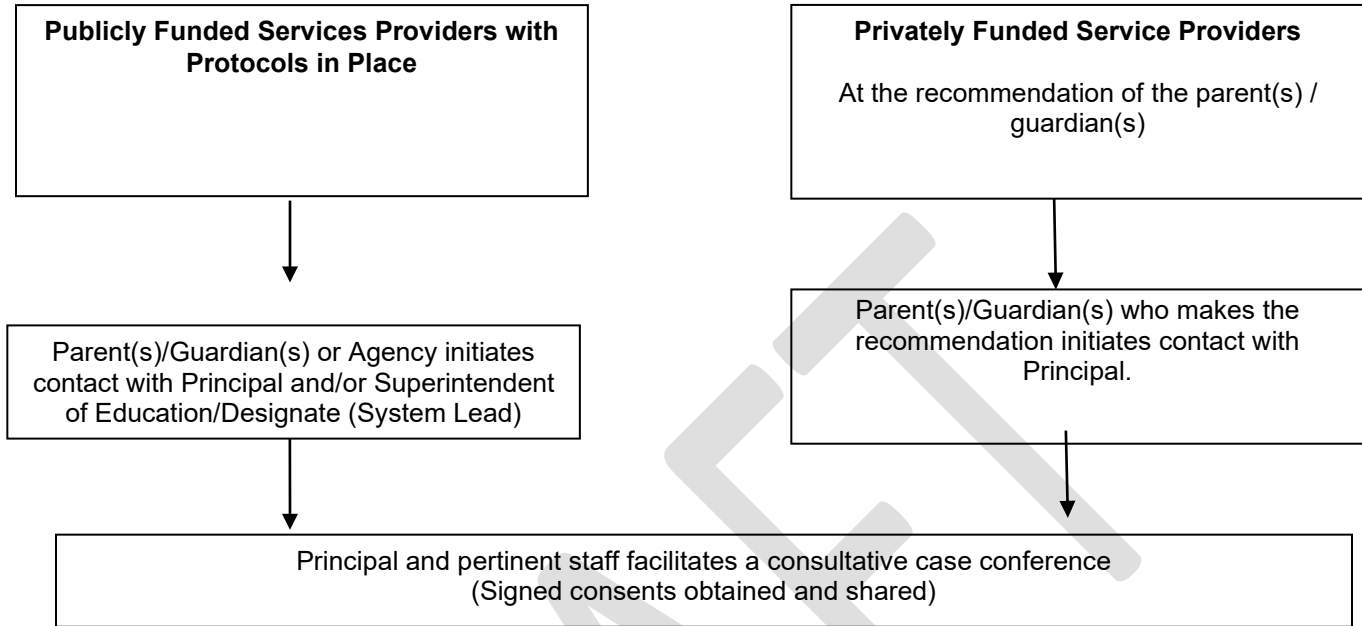 Publicly Funded Services Providers with
Protocols in Place
Privately Funded Service Providers
At the recommendation of the parent(s) /
guardian(s)
Parent(s)/Guardian(s) or Agency initiates
contact with Principal and/or Superintendent
of Education/Designate (System Lead)
Parent(s)/Guardian(s) who makes the
recommendation initiates contact with
Principal.
Principal and pertinent staff facilitates a consultative case conference
(Signed consents obtained and shared)